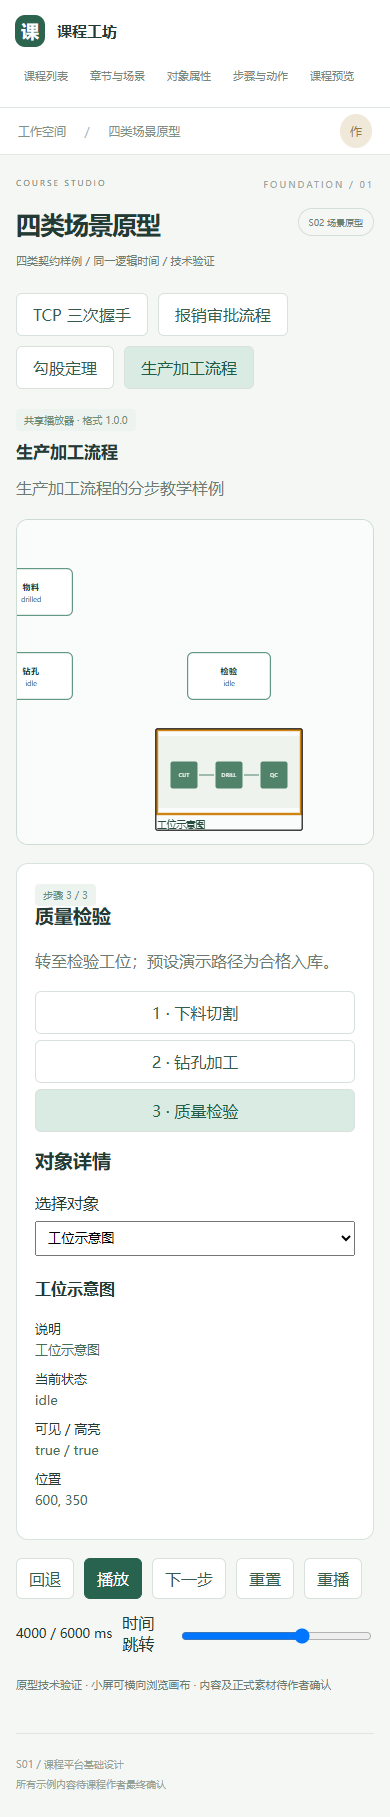 课 课程工坊
课程列表 章节与场景 对象属性 步骤与动作 课程预览
工作空间 / 四类场景原型 作
COURSE STUDIO FOUNDATION / 01
四类场景原型 S02 场景原型
四类契约样例 / 同一逻辑时间 / 技术验证
TCP 三次握手 报销审批流程
勾股定理 生产加工流程
共享播放器 · 格式 1.0.0
生产加工流程
生产加工流程的分步教学样例
物料
drilled
钻孔 检验
idle idle
CUT DRILL QC
工位示意图
步骤 3 / 3
质量检验
转至检验工位；预设演示路径为合格入库。
1 · 下料切割
2 · 钻孔加工
3 · 质量检验
对象详情
选择对象
工位示意图
工位示意图
说明
工位示意图
当前状态
idle
可见 / 高亮
true / true
位置
600, 350
回退 播放 下一步 重置 重播
4000 / 6000 ms 时间
跳转
原型技术验证 · 小屏可横向浏览画布 · 内容及正式素材待作者确认
S01 / 课程平台基础设计
所有示例内容待课程作者最终确认